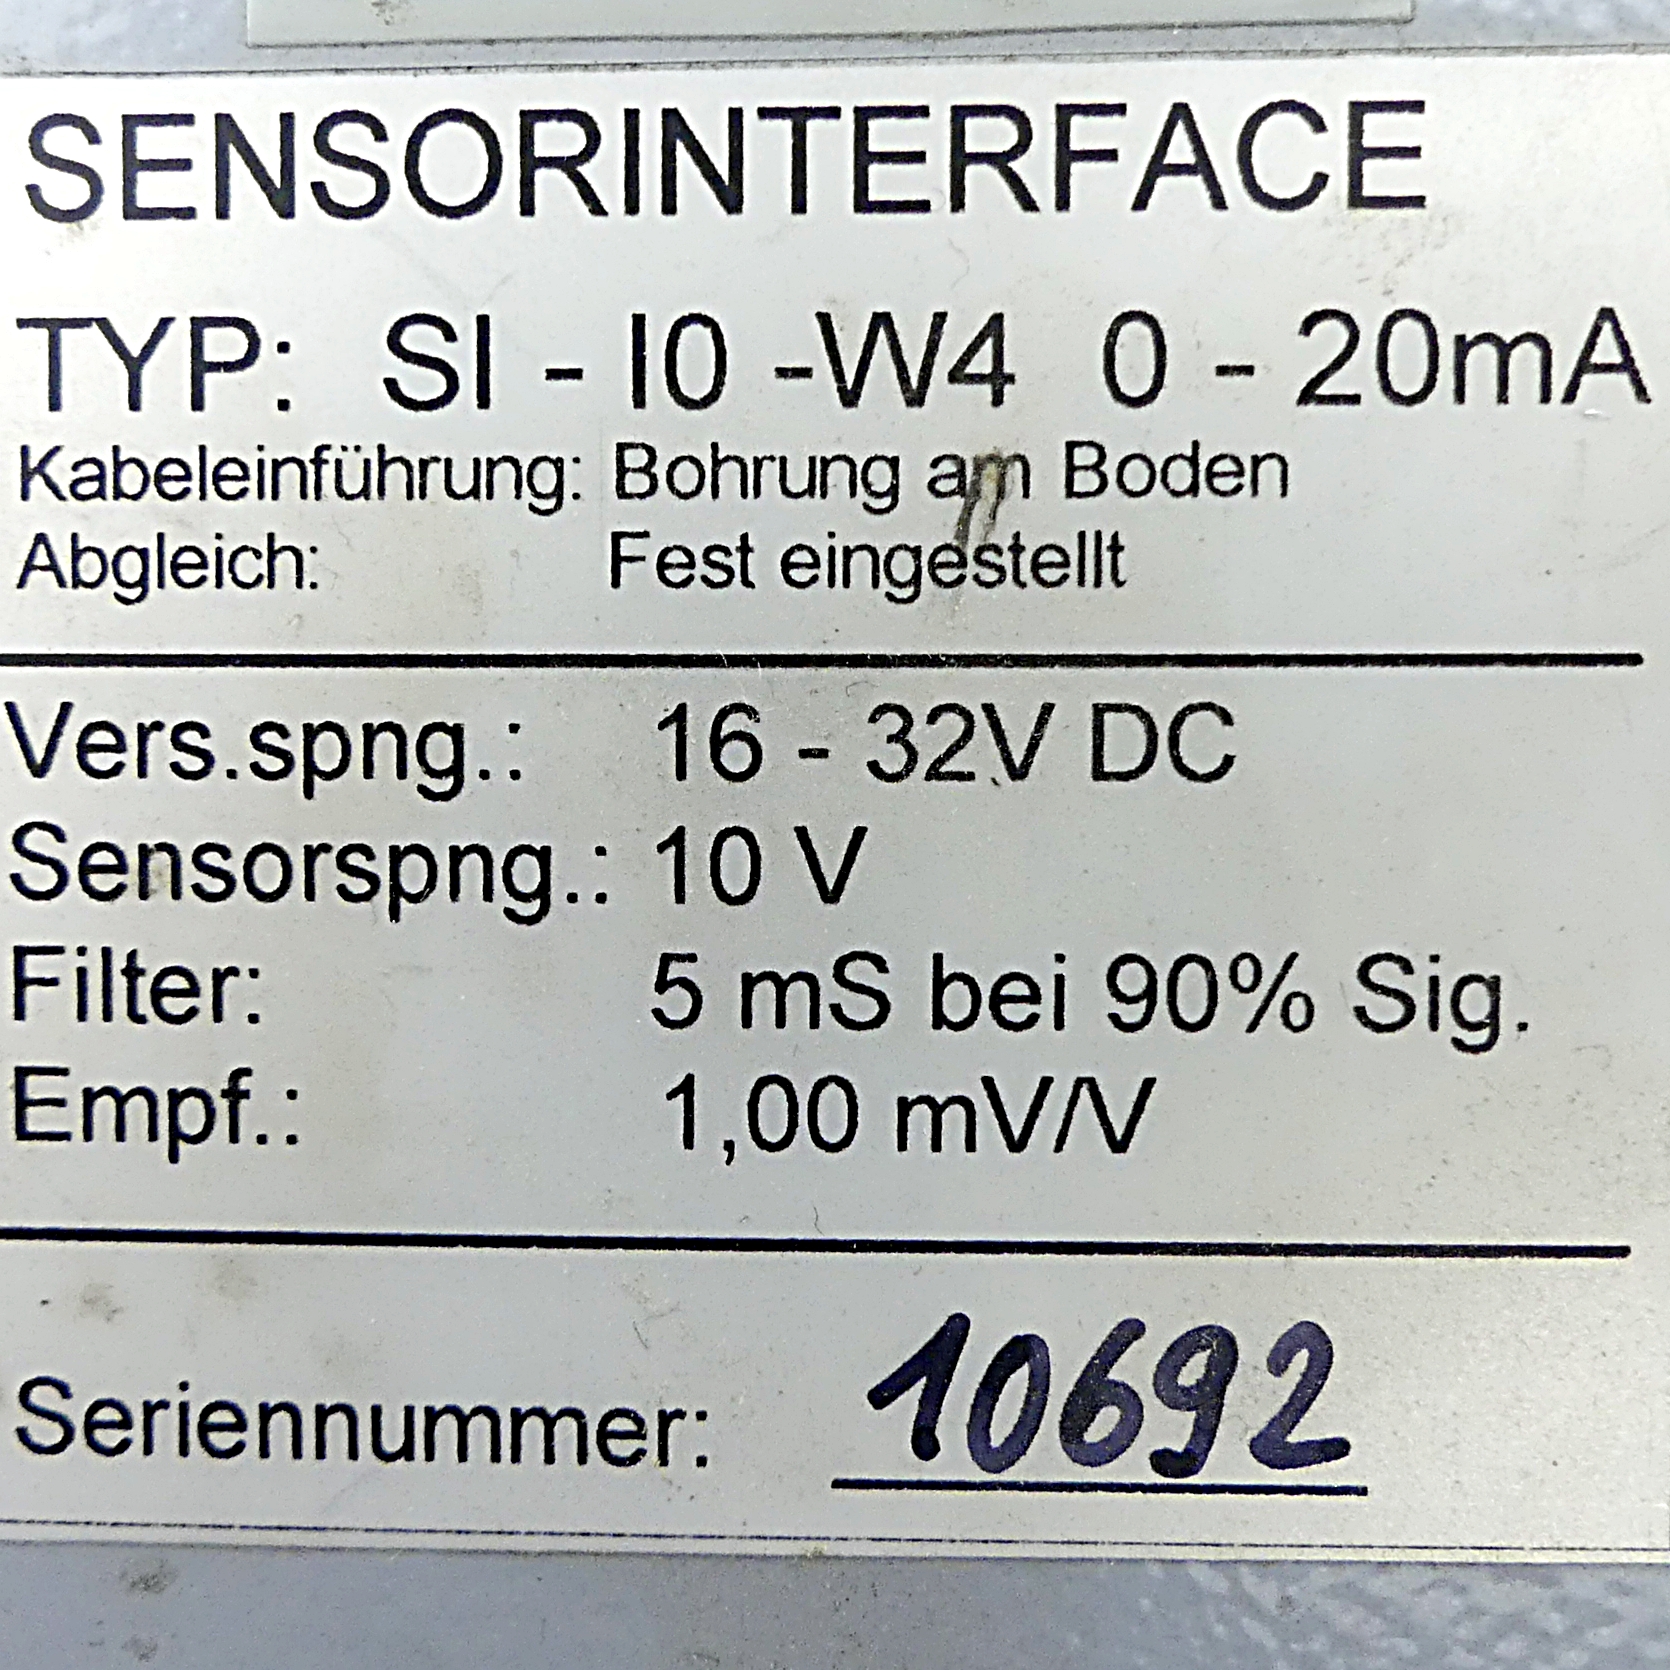 SENSORINTERFACE
TYP: SI - I0 -W4 0 - 20mA
Kabeleinführung: Bohrung am Boden
Abgleich: Fest eingestellt
Vers.spng.: 16 - 32V DC
Sensorspng.: 10 V
Filter: 5 mS bei 90% Sig.
Empf.: 1,00 mV/V
Seriennummer: 10692